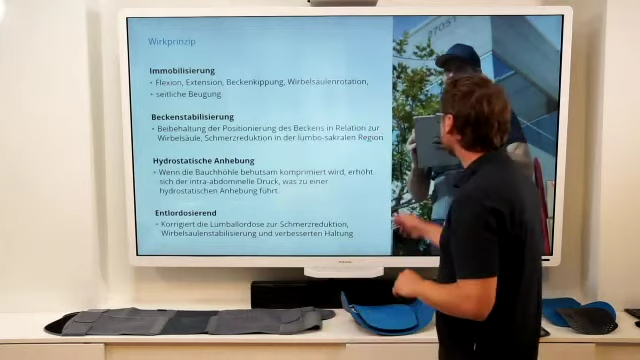 Wirkprinzip
Immobilisierung
• Flexion, Extension, Beckenkippung, Wirbelsäulenrotation,
• seitliche Beugung
Beckenstabilisierung
• Beibehaltung der Positionierung des Beckens in Relation zur
Wirbelsäule, Schmerzreduktion in der lumbo-sakralen Region
Hydrostatische Anhebung
• Wenn die Bauchhöhle behutsam komprimiert wird, erhöht
sich der intra-abdominelle Druck, was zu einer
hydrostatischen Anhebung führt
Entlordosierend
• Korrigiert die Lumballordose zur Schmerzreduktion,
Wirbelsäulenstabilisierung und verbesserten Haltung